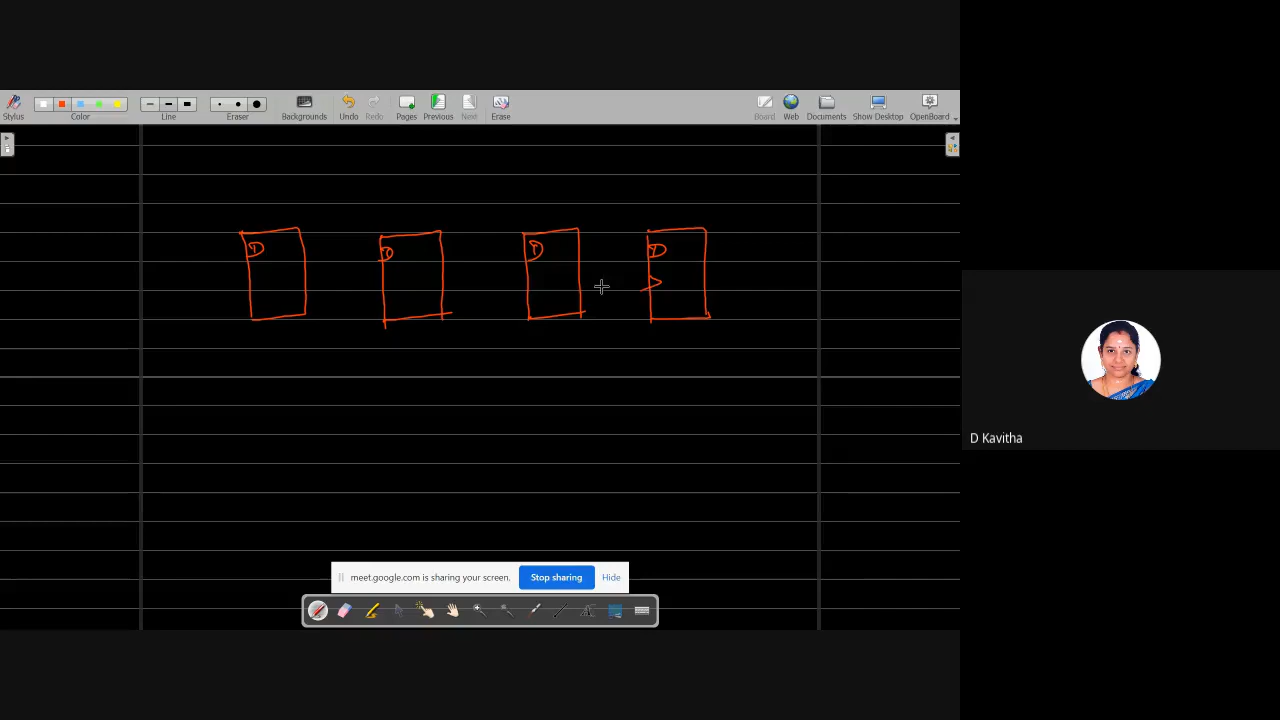 Stylus Color Line Eraser Backgrounds Undo Redo Pages Previous Next Erase Board Web Documents Show Desktop OpenBoard
D D D D
D Kavitha
meet.google.com is sharing your screen. Stop sharing Hide